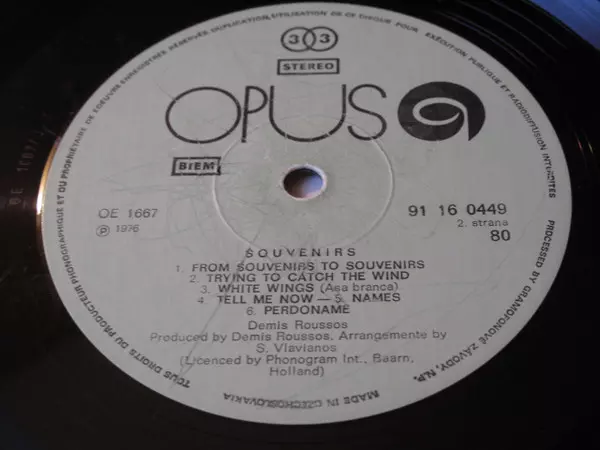 TOUS DROITS DU PRODUCTEUR PHONOGRAPHIQUE ET DU PROPRIÉTAIRE DE L'OEUVRE ENREGISTRÉE RÉSERVÉS. DUPLICATION, UTILISATION DE CE DISQUE POUR EXÉCUTION PUBLIQUE ET RADIODIFFUSION INTERDITES
33
STEREO
OPUS
BIEM
OE 1667
91 16 0449
Ⓟ 1976
2. strana
80
SOUVENIRS
1. FROM SOUVENIRS TO SOUVENIRS
2. TRYING TO CATCH THE WIND
3. WHITE WINGS (Asa branca)
4. TELL ME NOW — 5. NAMES
6. PERDONAME
Demis Roussos
Produced by Demis Roussos, Arrangemente by
S. Vlavianos
(Licenced by Phonogram Int., Baarn,
Holland)
MADE IN CZECHOSLOVAKIA
PROCESSED BY GRAMOFONOVÉ ZÁVODY, N.P.